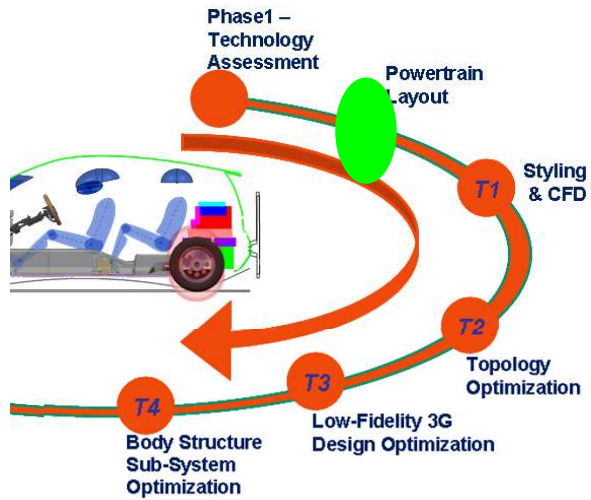 Phase1 –
Technology
Assessment
Powertrain
Layout
T1
Styling
& CFD
T2
Topology
Optimization
T3
Low-Fidelity 3G
Design Optimization
T4
Body Structure
Sub-System
Optimization